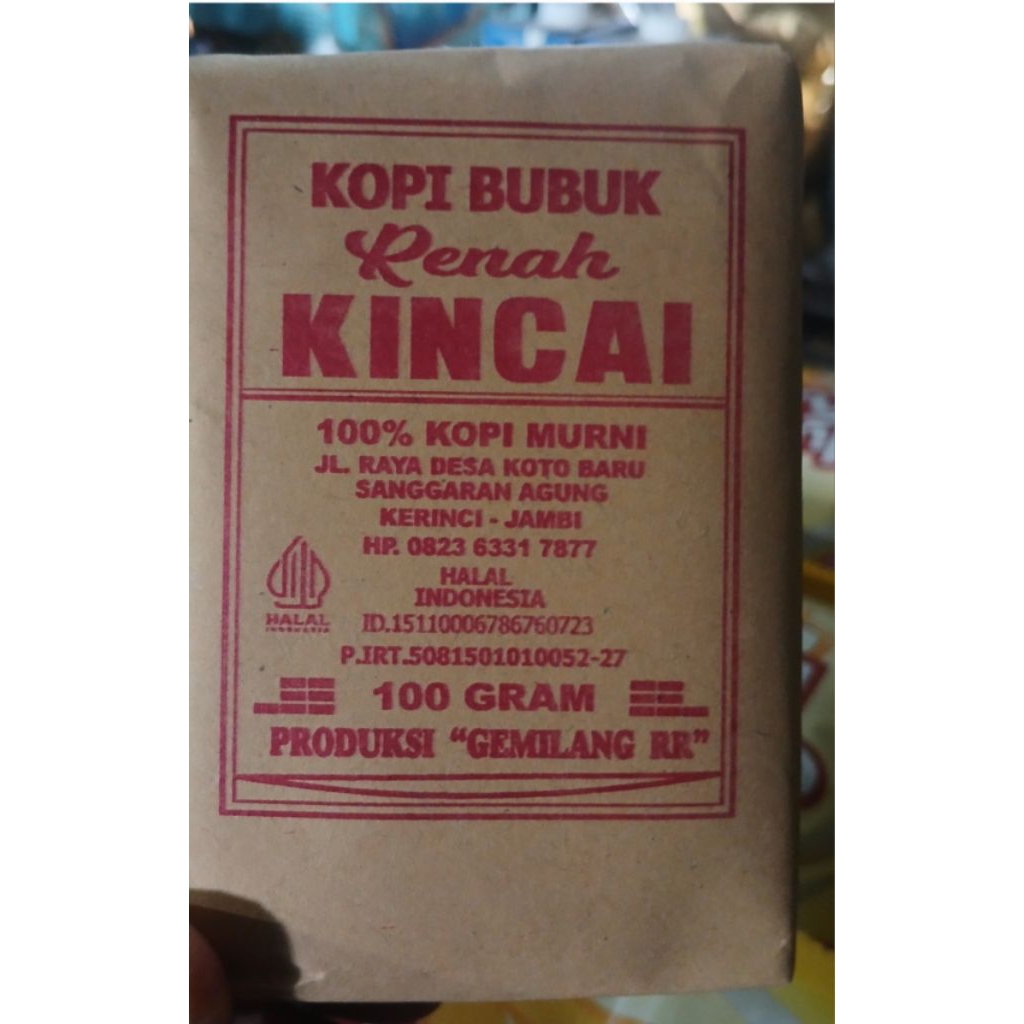 KOPI BUBUK
Renah
KINCAI
100% KOPI MURNI
JL. RAYA DESA KOTO BARU
SANGGARAN AGUNG
KERINCI - JAMBI
HP. 0823 6331 7877
HALAL
INDONESIA
HALAL
INDONESIA
ID.15110006786760723
P.IRT.5081501010052-27
100 GRAM
PRODUKSI “GEMILANG RR”